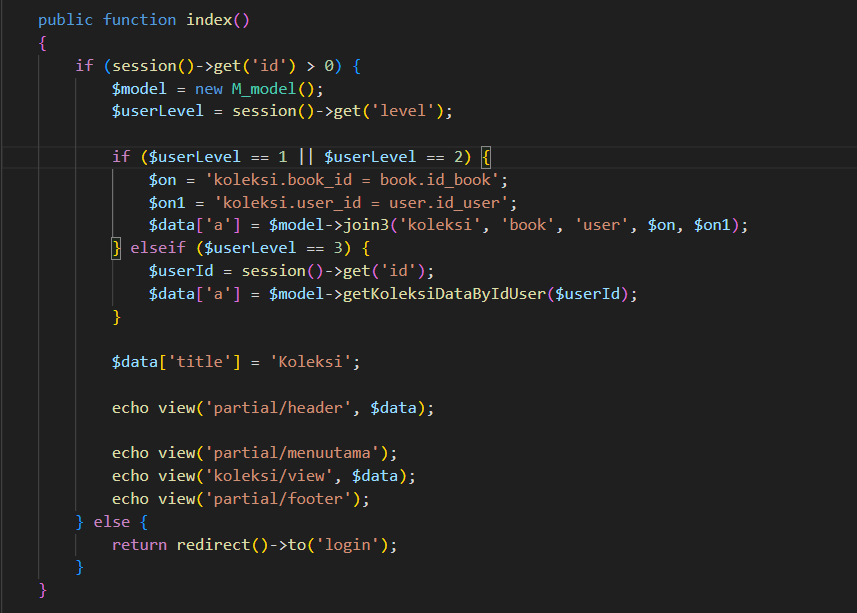 public function index()
{
if (session()->get('id') > 0) {
$model = new M_model();
$userLevel = session()->get('level');
if ($userLevel == 1 || $userLevel == 2) {
$on = 'koleksi.book_id = book.id_book';
$on1 = 'koleksi.user_id = user.id_user';
$data['a'] = $model->join3('koleksi', 'book', 'user', $on, $on1);
} elseif ($userLevel == 3) {
$userId = session()->get('id');
$data['a'] = $model->getKoleksiDataByIdUser($userId);
}
$data['title'] = 'Koleksi';
echo view('partial/header', $data);
echo view('partial/menuutama');
echo view('koleksi/view', $data);
echo view('partial/footer');
} else {
return redirect()->to('login');
}
}